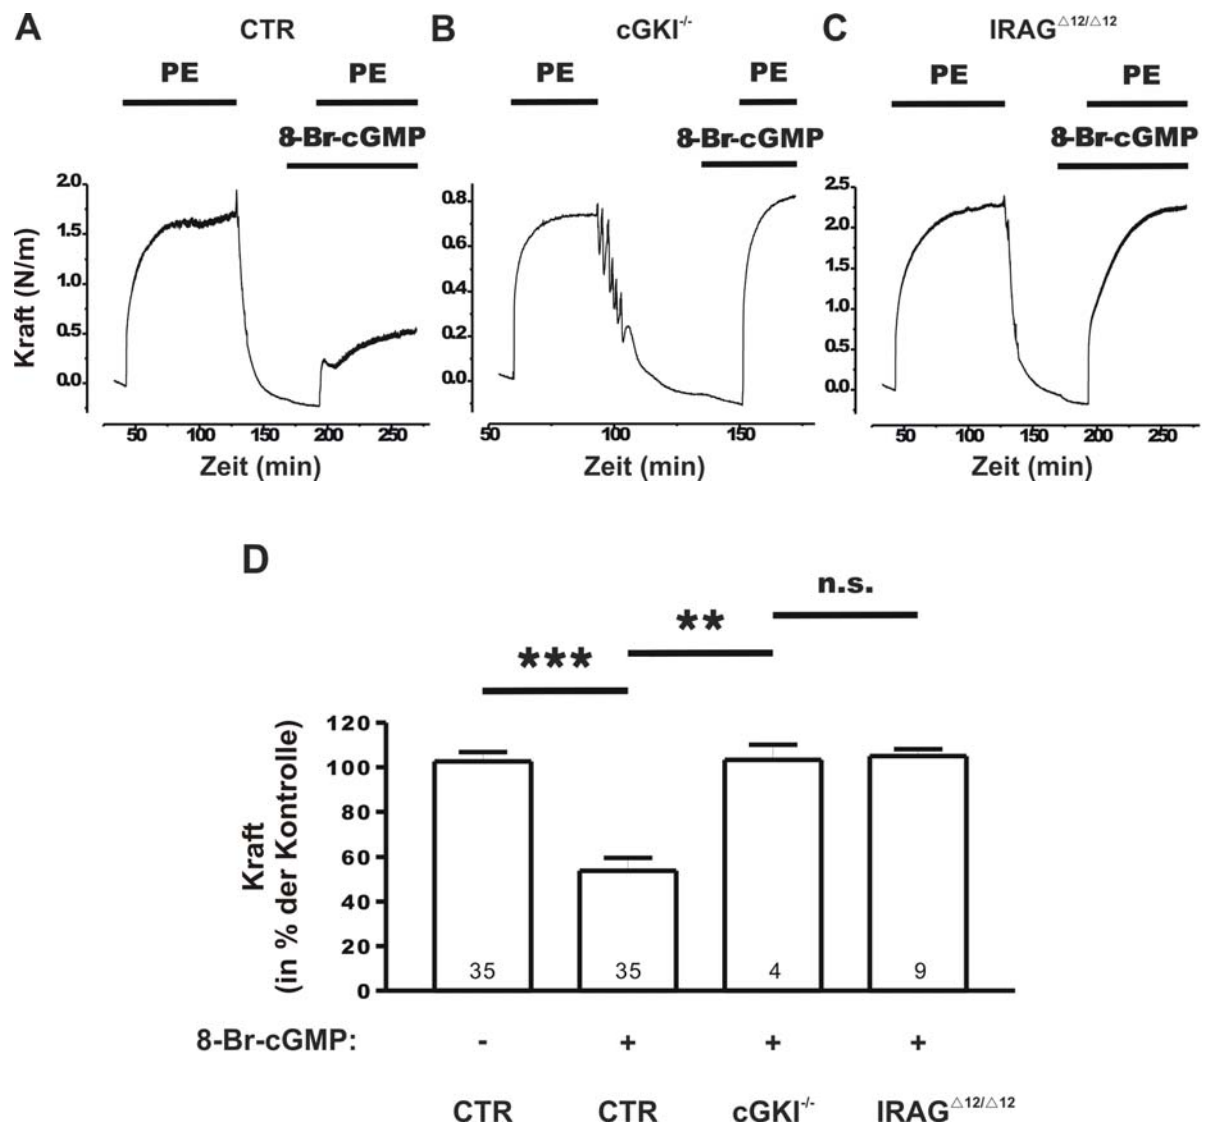 A CTR B cGKI-/- C IRAG△12/△12
PE PE PE PE PE PE
8-Br-cGMP 8-Br-cGMP 8-Br-cGMP
Kraft (N/m)
2.0
1.5
1.0
0.5
0.0
0.8
0.6
0.4
0.2
0.0
2.5
2.0
1.5
1.0
0.5
0.0
50 100 150 200 250 50 100 150 50 100 150 200 250
Zeit (min) Zeit (min) Zeit (min)
D
n.s.
**
***
Kraft
(in % der Kontrolle)
120
100
80
60
40
20
0
35 35 4 9
8-Br-cGMP: - + + +
CTR CTR cGKI-/- IRAG△12/△12